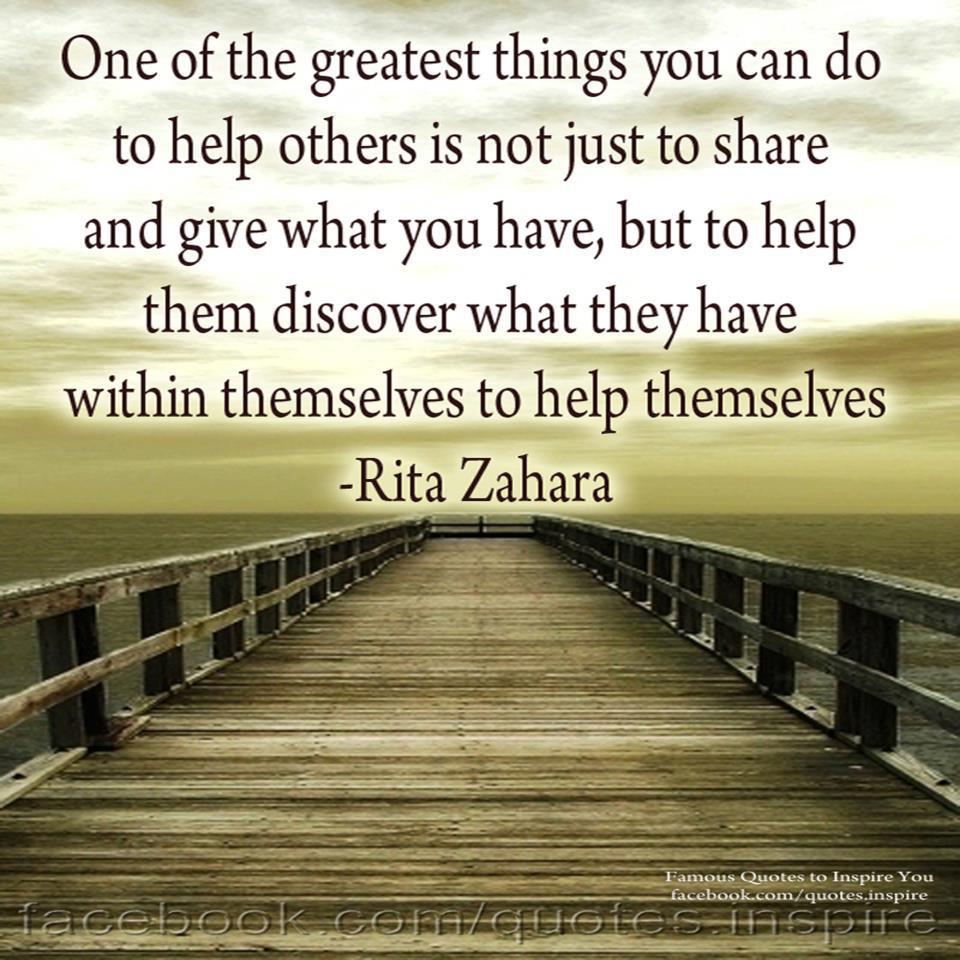 One of the greatest things you can do
to help others is not just to share
and give what you have, but to help
them discover what they have
within themselves to help themselves
-Rita Zahara
Famous Quotes to Inspire You
facebook.com/quotes.inspire
facebook.com/quotes.inspire